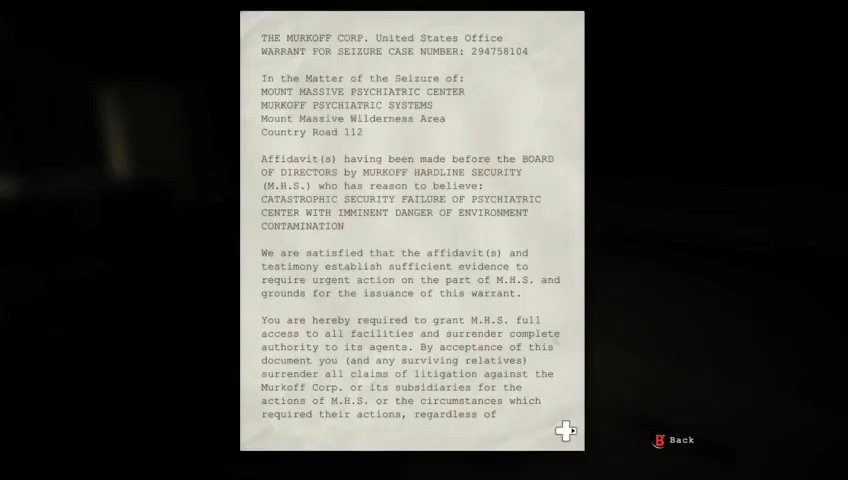 THE MURKOFF CORP. United States Office
WARRANT FOR SEIZURE CASE NUMBER: 294758104
In the Matter of the Seizure of:
MOUNT MASSIVE PSYCHIATRIC CENTER
MURKOFF PSYCHIATRIC SYSTEMS
Mount Massive Wilderness Area
Country Road 112
Affidavit(s) having been made before the BOARD
OF DIRECTORS by MURKOFF HARDLINE SECURITY
(M.H.S.) who has reason to believe:
CATASTROPHIC SECURITY FAILURE OF PSYCHIATRIC
CENTER WITH IMMINENT DANGER OF ENVIRONMENT
CONTAMINATION
We are satisfied that the affidavit(s) and
testimony establish sufficient evidence to
require urgent action on the part of M.H.S. and
grounds for the issuance of this warrant.
You are hereby required to grant M.H.S. full
access to all facilities and surrender complete
authority to its agents. By acceptance of this
document you (and any surviving relatives)
surrender all claims of litigation against the
Murkoff Corp. or its subsidiaries for the
actions of M.H.S. or the circumstances which
required their actions, regardless of
B Back